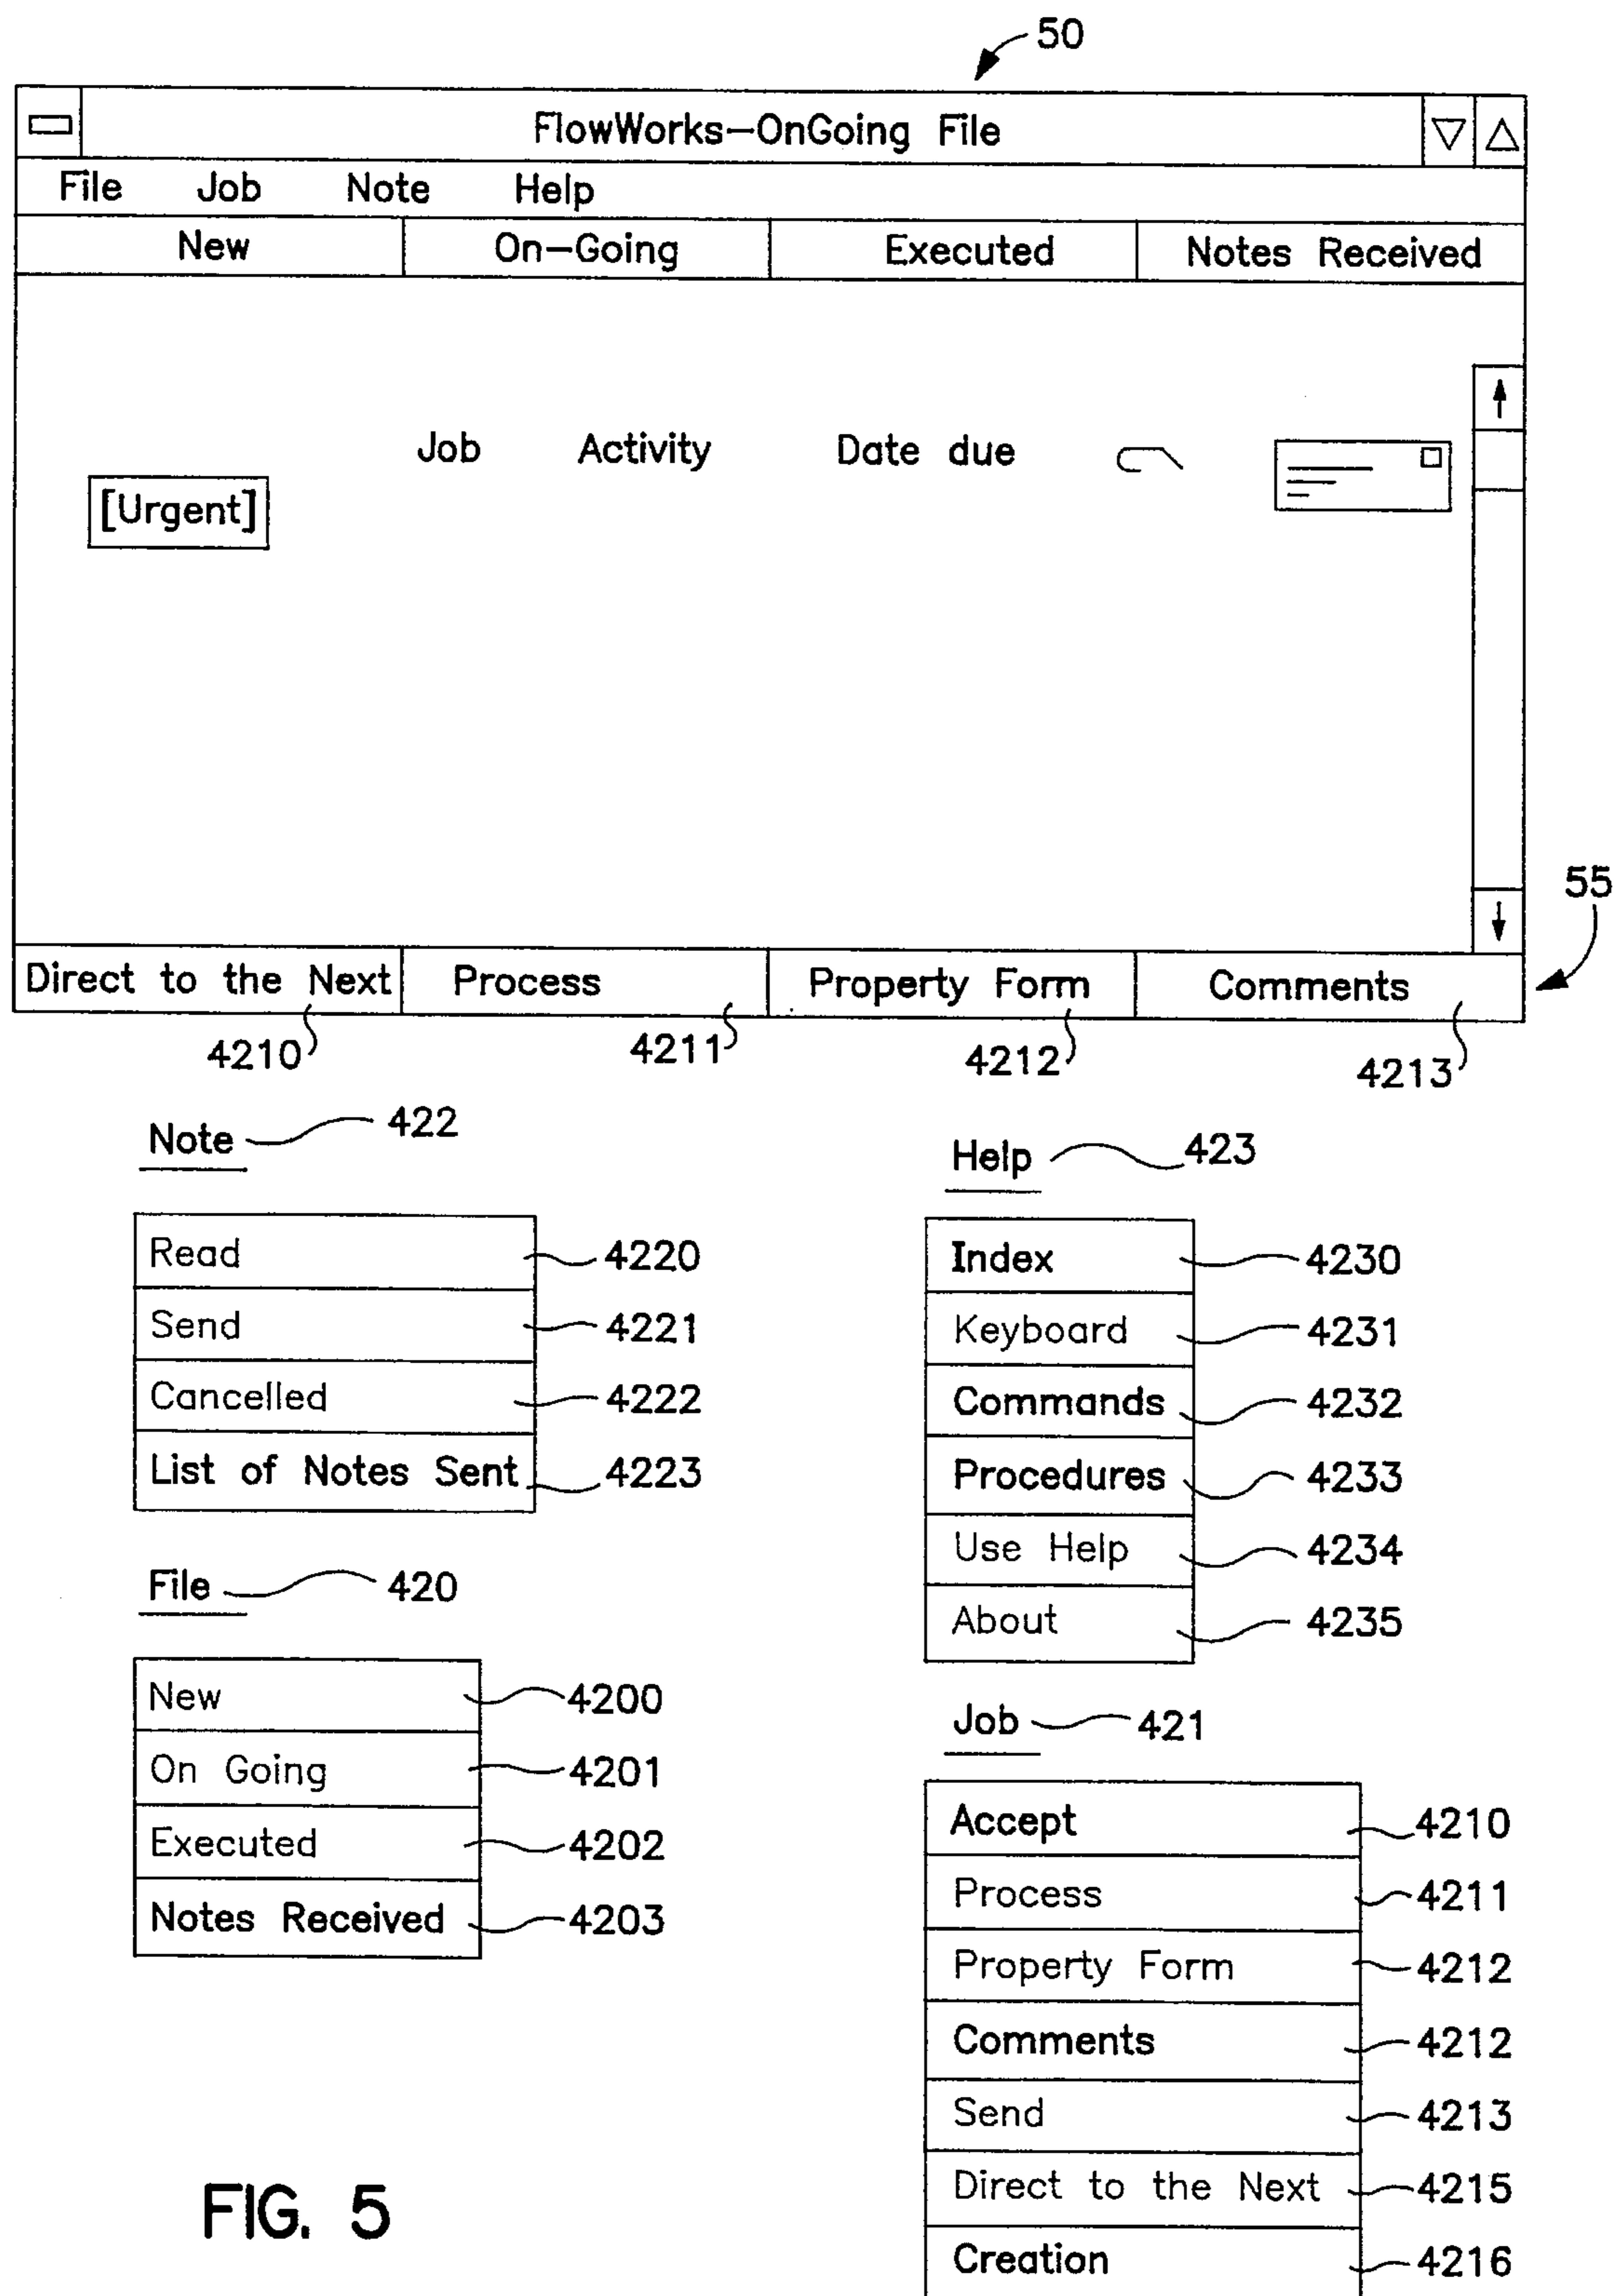 50
FlowWorks-OnGoing File
File Job Note Help
New On-Going Executed Notes Received
Job Activity Date due
[Urgent]
55
Direct to the Next Process Property Form Comments
4210 4211 4212 4213
Note 422
Read 4220
Send 4221
Cancelled 4222
List of Notes Sent 4223
File 420
New 4200
On Going 4201
Executed 4202
Notes Received 4203
Help 423
Index 4230
Keyboard 4231
Commands 4232
Procedures 4233
Use Help 4234
About 4235
Job 421
Accept 4210
Process 4211
Property Form 4212
Comments 4212
Send 4213
Direct to the Next 4215
Creation 4216
FIG. 5